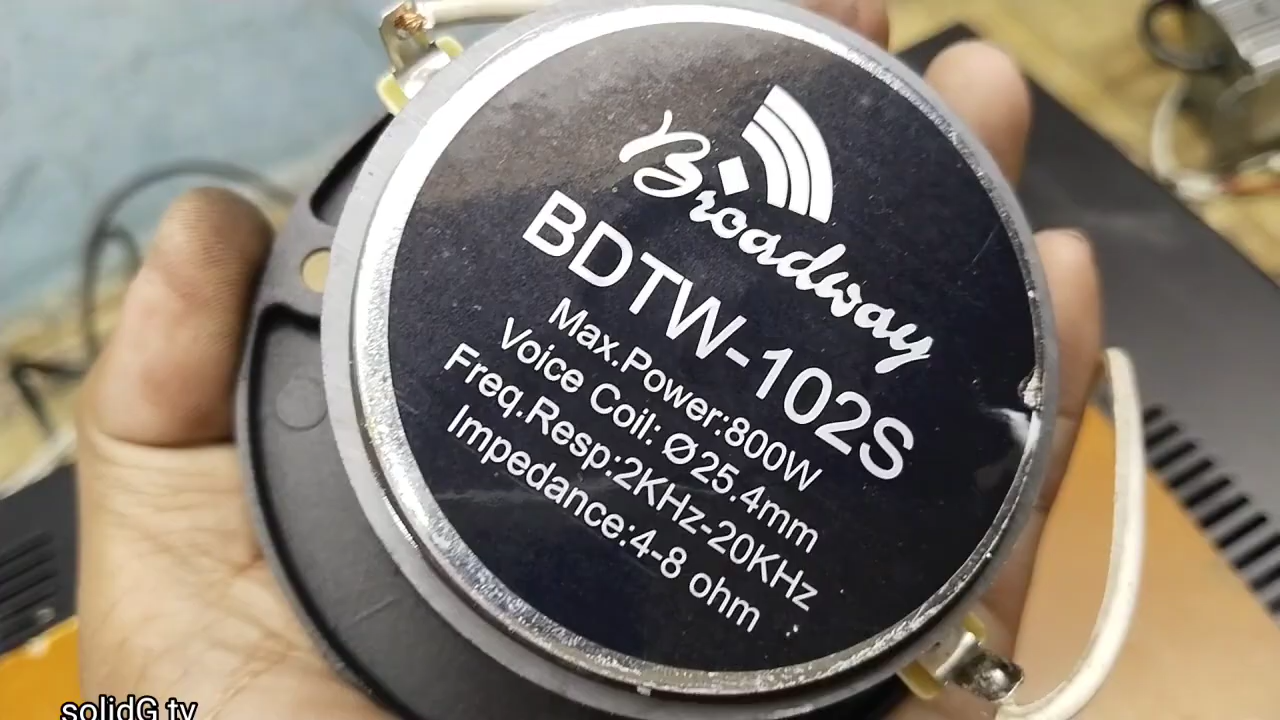 Broadway
BDTW-102S
Max.Power:800W
Voice Coil: Ø25.4mm
Freq.Resp:2KHz-20KHz
Impedance:4-8 ohm
solidG tv